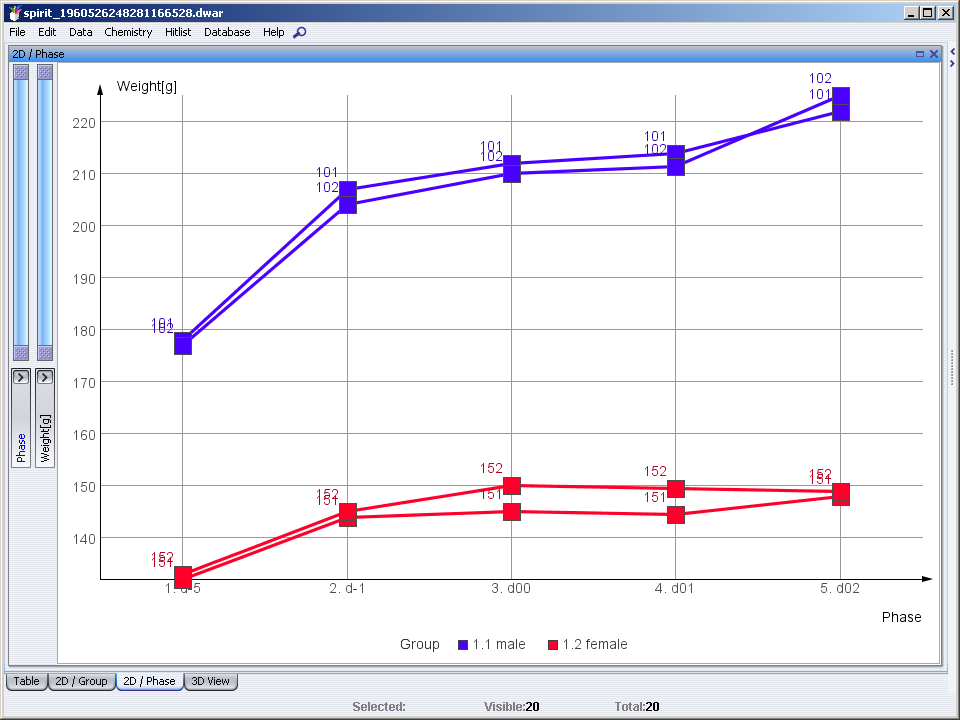 spirit_1960526248281166528.dwar
File Edit Data Chemistry Hitlist Database Help
2D / Phase
Weight[g]
102
101
220
101
101
102
102
210
101
102
200
190
101
102
180
170
Phase
Weight[g]
160
152
152
152
151
150
152
151
151
151
140
152
151
1. d-5 2. d-1 3. d00 4. d01 5. d02
Phase
Group 1.1 male 1.2 female
Table 2D / Group 2D / Phase 3D View
Selected: Visible:20 Total:20